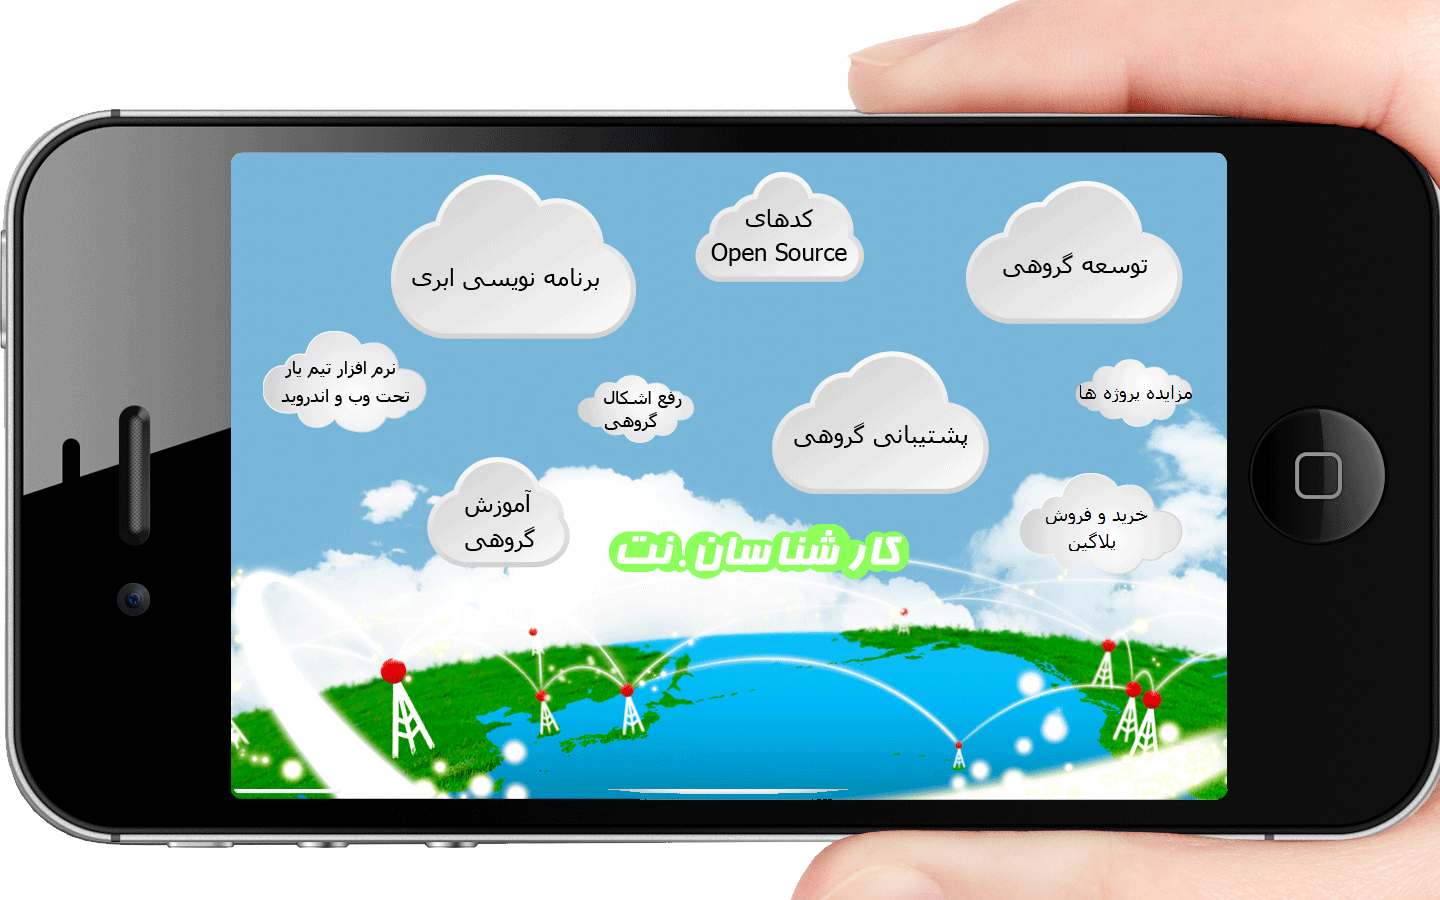 کدهای
Open Source
توسعه گروهی
برنامه نویسی ابری
نرم افزار تیم یار
تحت وب و اندروید
رفع اشکال
گروهی
پشتیبانی گروهی
مزایده پروژه ها
آموزش
گروهی
خرید و فروش
پلاگین
کارشناسان.نت